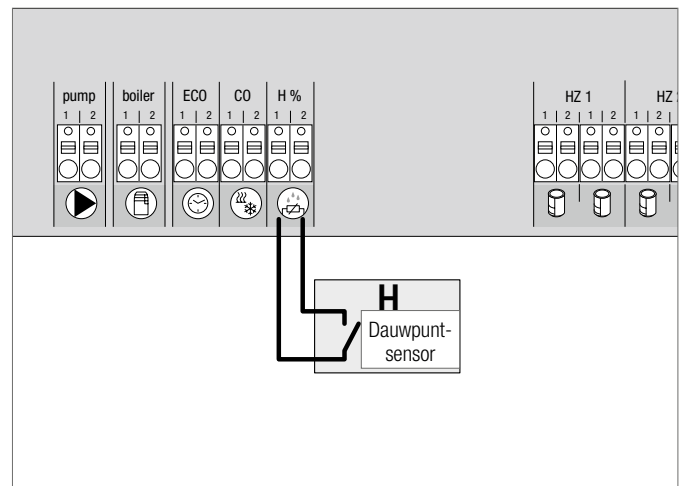 pump boiler ECO CO H % HZ 1 HZ
1 | 2 1 | 2 1 | 2 1 | 2 1 | 2 1 | 2 | 1 | 2 1 | 2 |
H
Dauwpunt-
sensor